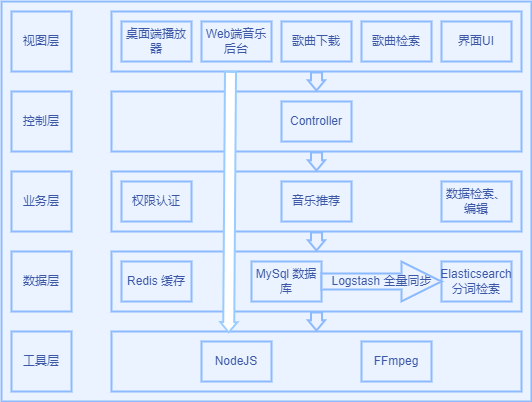 视图层
桌面端播放
器
Web端音乐
后台
歌曲下载
歌曲检索
界面UI
控制层
Controller
业务层
权限认证
音乐推荐
数据检索、
编辑
数据层
Redis 缓存
MySql 数据
库
Logstash 全量同步
Elasticsearch
分词检索
工具层
NodeJS
FFmpeg